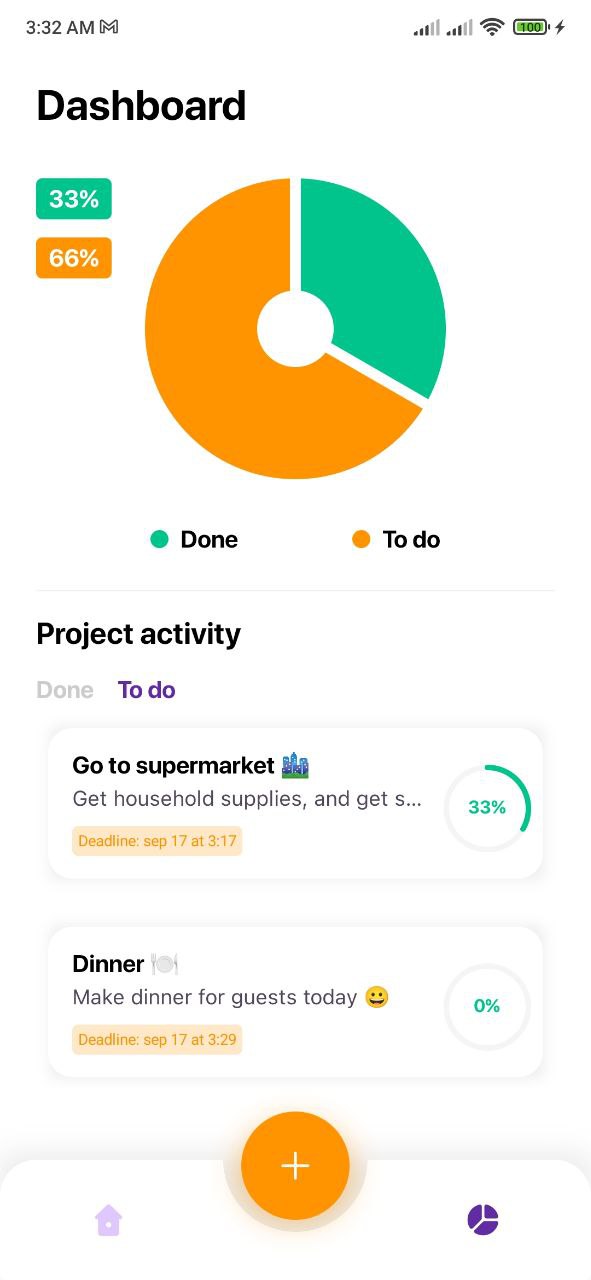 3:32 AM
100
Dashboard
33%
66%
Done
To do
Project activity
Done
To do
Go to supermarket 🏙️
Get household supplies, and get s...
Deadline: sep 17 at 3:17
33%
Dinner 🍽️
Make dinner for guests today 😀
Deadline: sep 17 at 3:29
0%